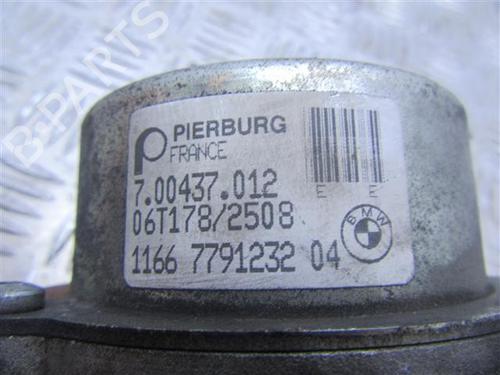 B-PARTS
PIERBURG
FRANCE
7.00437.012
06T178/2508
1166 7791232 04
E E
BMW